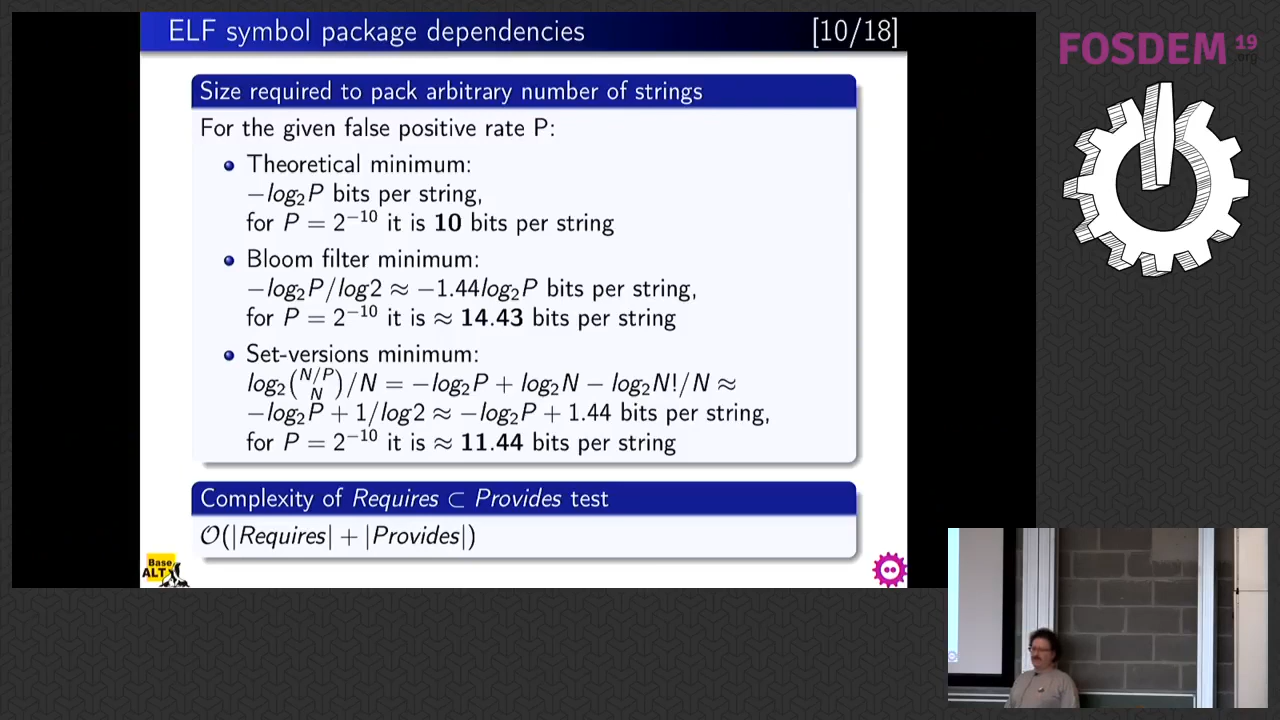 ELF symbol package dependencies [10/18]
FOSDEM 19
.org
Size required to pack arbitrary number of strings
For the given false positive rate P:
• Theoretical minimum:
−log₂P bits per string,
for P = 2⁻¹⁰ it is 10 bits per string
• Bloom filter minimum:
−log₂P/log2 ≈ −1.44log₂P bits per string,
for P = 2⁻¹⁰ it is ≈ 14.43 bits per string
• Set-versions minimum:
log₂(N/P N)/N = −log₂P + log₂N − log₂N!/N ≈
−log₂P + 1/log2 ≈ −log₂P + 1.44 bits per string,
for P = 2⁻¹⁰ it is ≈ 11.44 bits per string
Complexity of Requires ⊂ Provides test
O(|Requires| + |Provides|)
Base
ALT